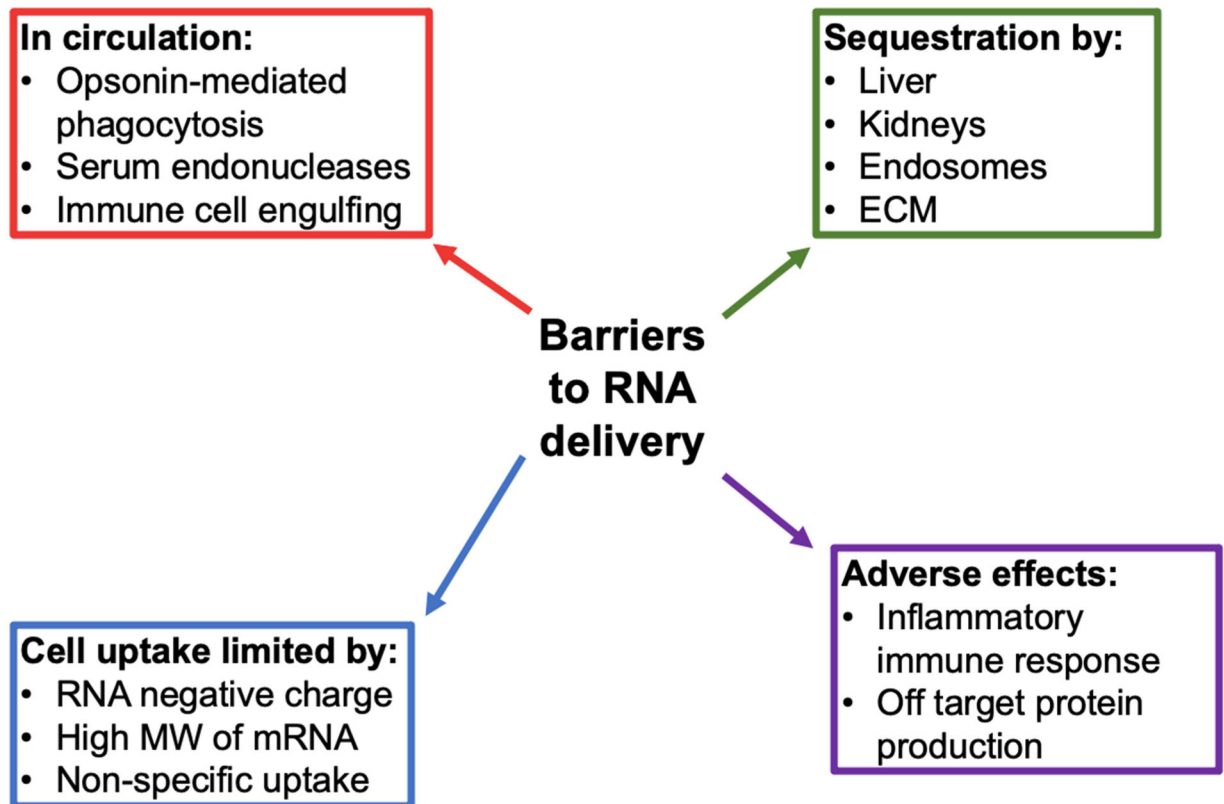 In circulation:
• Opsonin-mediated
phagocytosis
• Serum endonucleases
• Immune cell engulfing
Sequestration by:
• Liver
• Kidneys
• Endosomes
• ECM
Barriers
to RNA
delivery
Cell uptake limited by:
• RNA negative charge
• High MW of mRNA
• Non-specific uptake
Adverse effects:
• Inflammatory
immune response
• Off target protein
production